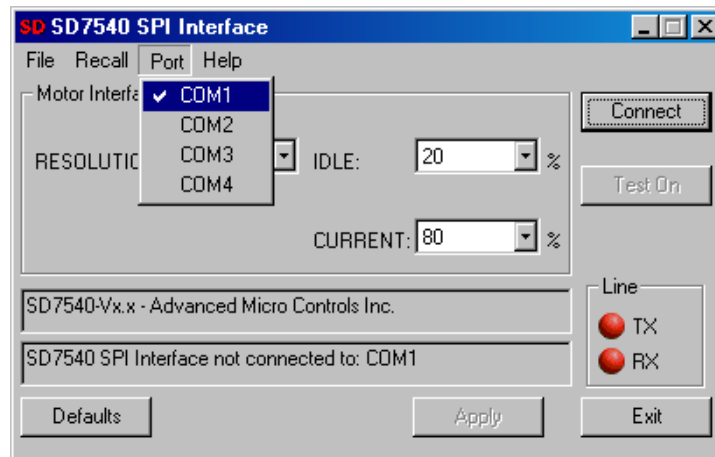 SD SD7540 SPI Interface
File Recall Port Help
Motor Interfa
COM1
COM2
COM3
COM4
Connect
RESOLUTIO
IDLE: 20 %
Test On
CURRENT: 80 %
SD7540-Vx.x - Advanced Micro Controls Inc.
Line
TX
SD7540 SPI Interface not connected to: COM1
RX
Defaults
Apply
Exit